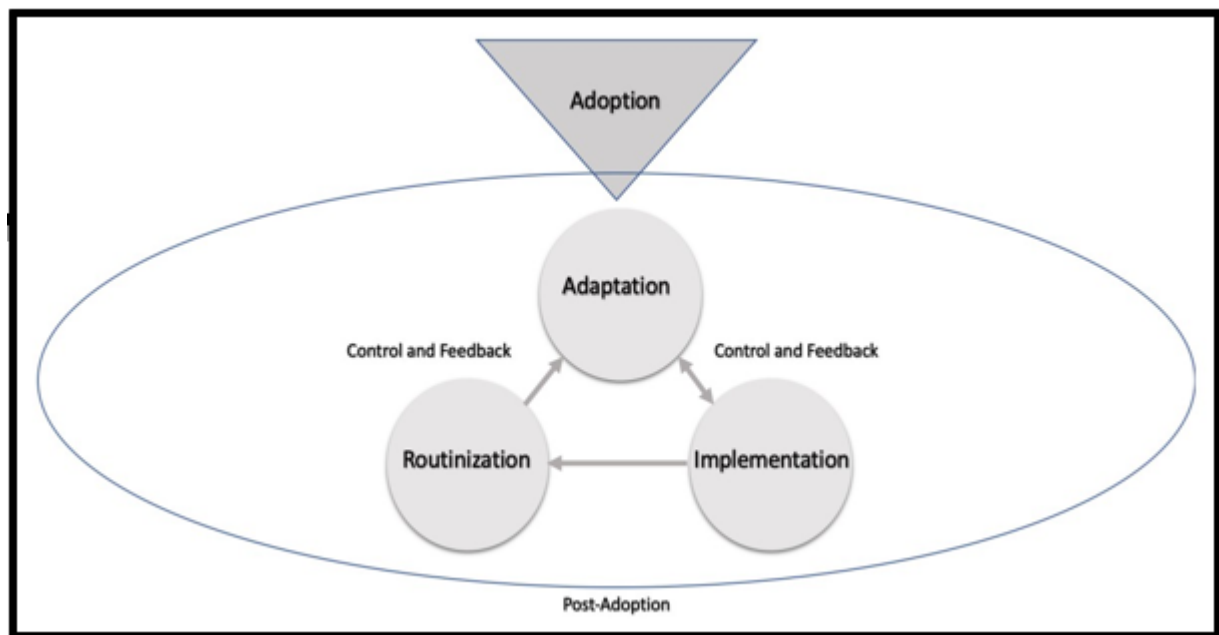 Adoption
Adaptation
Control and Feedback
Control and Feedback
Routinization
Implementation
Post-Adoption